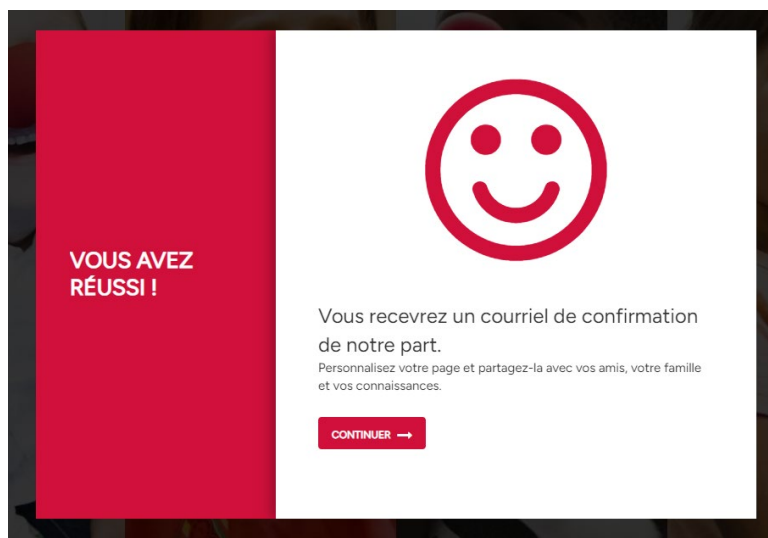 VOUS AVEZ
RÉUSSI !
Vous recevrez un courriel de confirmation
de notre part.
Personnalisez votre page et partagez-la avec vos amis, votre famille
et vos connaissances.
CONTINUER →